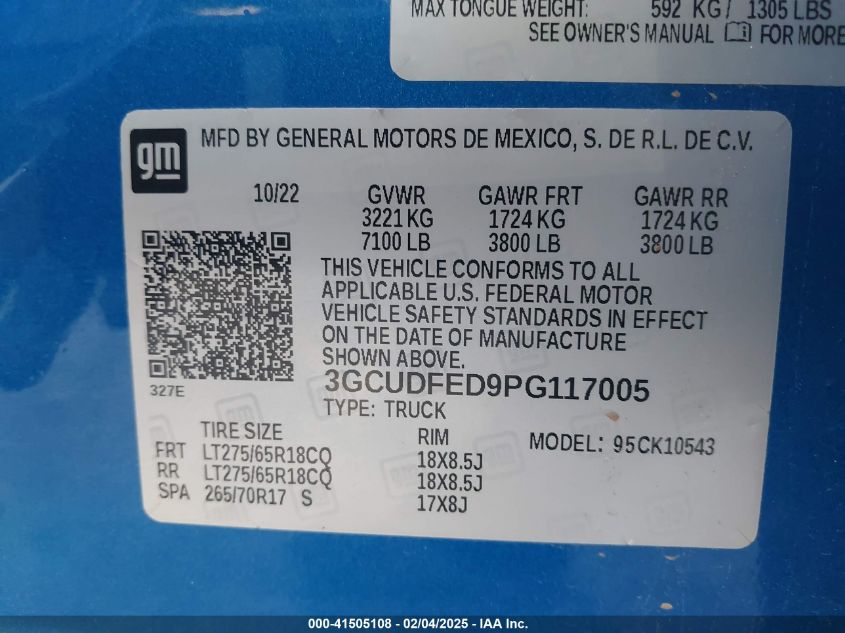 MAX TONGUE WEIGHT: 592 KG / 1305 LBS
SEE OWNER'S MANUAL FOR MORE
gm
MFD BY GENERAL MOTORS DE MEXICO, S. DE R.L. DE C.V.
10/22 GVWR GAWR FRT GAWR RR
3221 KG 1724 KG 1724 KG
7100 LB 3800 LB 3800 LB
THIS VEHICLE CONFORMS TO ALL
APPLICABLE U.S. FEDERAL MOTOR
VEHICLE SAFETY STANDARDS IN EFFECT
ON THE DATE OF MANUFACTURE
SHOWN ABOVE.
327E
3GCUDFED9PG117005
TYPE: TRUCK
TIRE SIZE RIM MODEL: 95CK10543
FRT LT275/65R18CQ 18X8.5J
RR LT275/65R18CQ 18X8.5J
SPA 265/70R17 S 17X8J
000-41505108 - 02/04/2025 - IAA Inc.